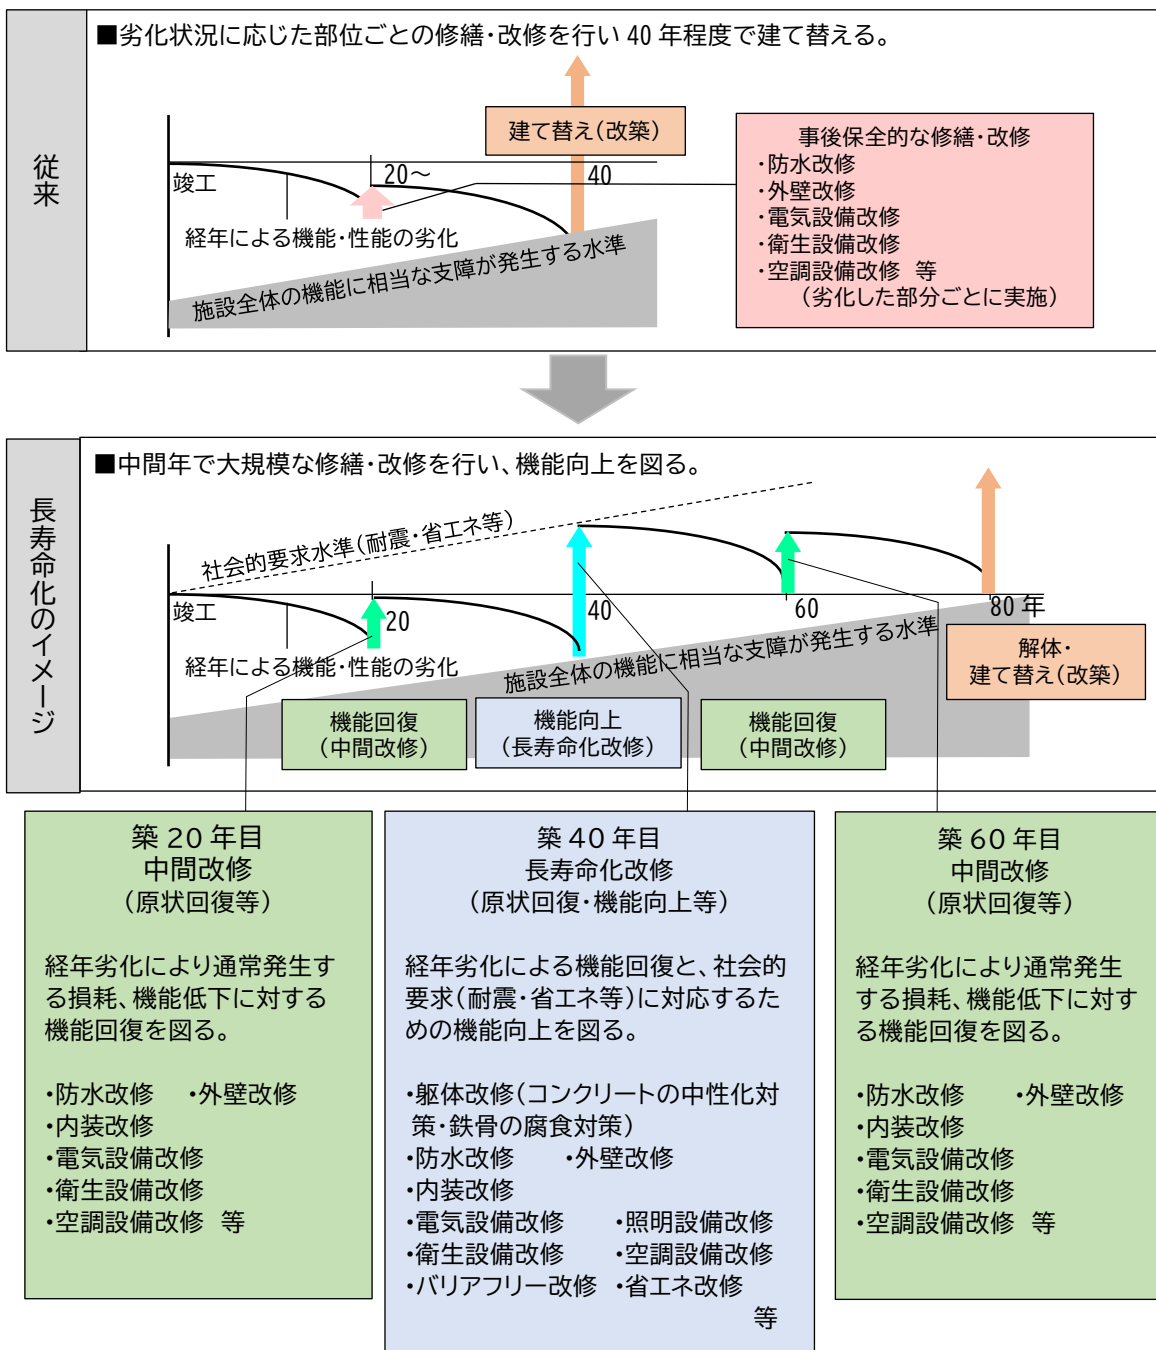 従来
■劣化状況に応じた部位ごとの修繕・改修を行い 40 年程度で建て替える。
建て替え（改築）
竣工
20～
40
経年による機能・性能の劣化
施設全体の機能に相当な支障が発生する水準
事後保全的な修繕・改修
・防水改修
・外壁改修
・電気設備改修
・衛生設備改修
・空調設備改修　等
（劣化した部分ごとに実施）
長寿命化のイメージ
■中間年で大規模な修繕・改修を行い、機能向上を図る。
社会的要求水準（耐震・省エネ等）
竣工
20
40
60
80 年
経年による機能・性能の劣化
施設全体の機能に相当な支障が発生する水準
解体・
建て替え（改築）
機能回復
（中間改修）
機能向上
（長寿命化改修）
機能回復
（中間改修）
築 20 年目
中間改修
（原状回復等）
経年劣化により通常発生す
る損耗、機能低下に対する
機能回復を図る。
・防水改修　・外壁改修
・内装改修
・電気設備改修
・衛生設備改修
・空調設備改修　等
築 40 年目
長寿命化改修
（原状回復・機能向上等）
経年劣化による機能回復と、社会的
要求（耐震・省エネ等）に対応するた
めの機能向上を図る。
・躯体改修（コンクリートの中性化対
策・鉄骨の腐食対策）
・防水改修　・外壁改修
・内装改修
・電気設備改修　・照明設備改修
・衛生設備改修　・空調設備改修
・バリアフリー改修　・省エネ改修
等
築 60 年目
中間改修
（原状回復等）
経年劣化により通常発生
する損耗、機能低下に対す
る機能回復を図る。
・防水改修　・外壁改修
・内装改修
・電気設備改修
・衛生設備改修
・空調設備改修　等